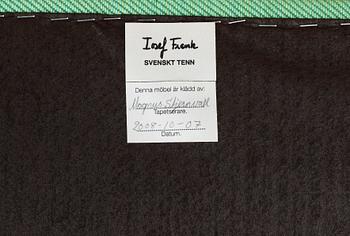 Josef Frank
SVENSKT TENN
Denna möbel är klädd av:
Magnus Stjernvall
Tapetserare.
2008-10-07
Datum.